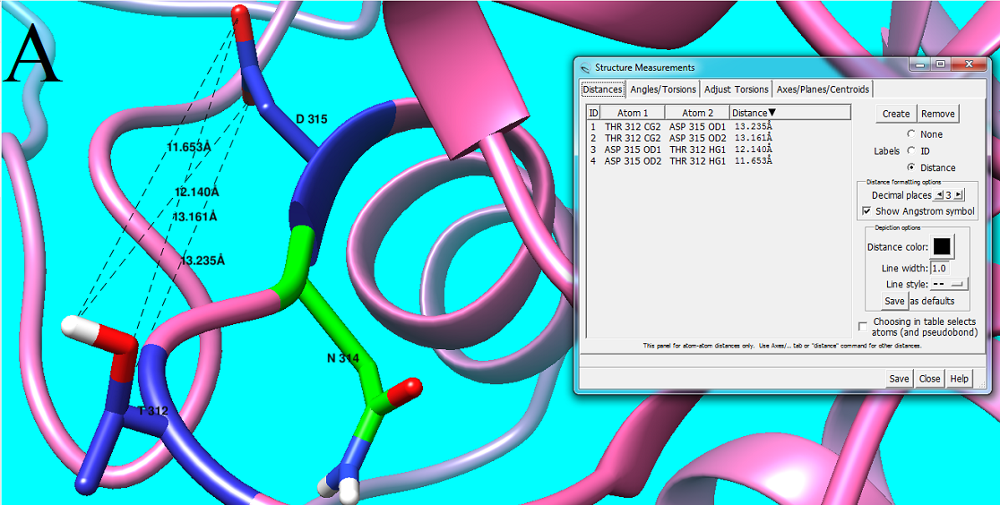 A
D 315
11.653Å
12.140Å
13.161Å
13.235Å
N 314
T 312
Structure Measurements
Distances Angles/Torsions Adjust Torsions Axes/Planes/Centroids
ID Atom 1 Atom 2 Distance▼
1 THR 312 CG2 ASP 315 OD1 13.235Å
2 THR 312 CG2 ASP 315 OD2 13.161Å
3 ASP 315 OD1 THR 312 HG1 12.140Å
4 ASP 315 OD2 THR 312 HG1 11.653Å
Create Remove
None
Labels ID
Distance
Distance formatting options
Decimal places 3
Show Angstrom symbol
Depiction options
Distance color:
Line width: 1.0
Line style: --
Save as defaults
Choosing in table selects
atoms (and pseudobond)
This panel for atom-atom distances only. Use Axes/... tab or "distance" command for other distances.
Save Close Help